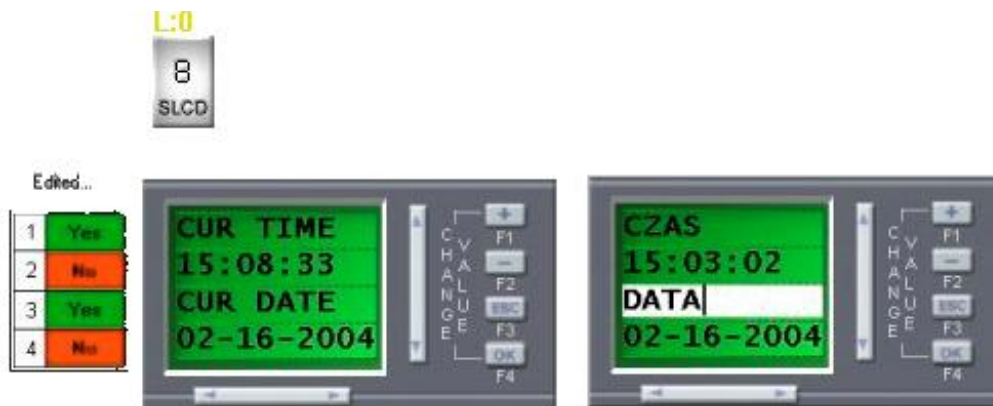 L:0
8
SLCD
Edited...
1 Yes
2 No
3 Yes
4 No
CUR TIME
15:08:33
CUR DATE
02-16-2004
CHANGE
VALUE
+
F1
-
F2
ESC
F3
OK
F4
CZAS
15:03:02
DATA
02-16-2004
CHANGE
VALUE
+
F1
-
F2
ESC
F3
OK
F4